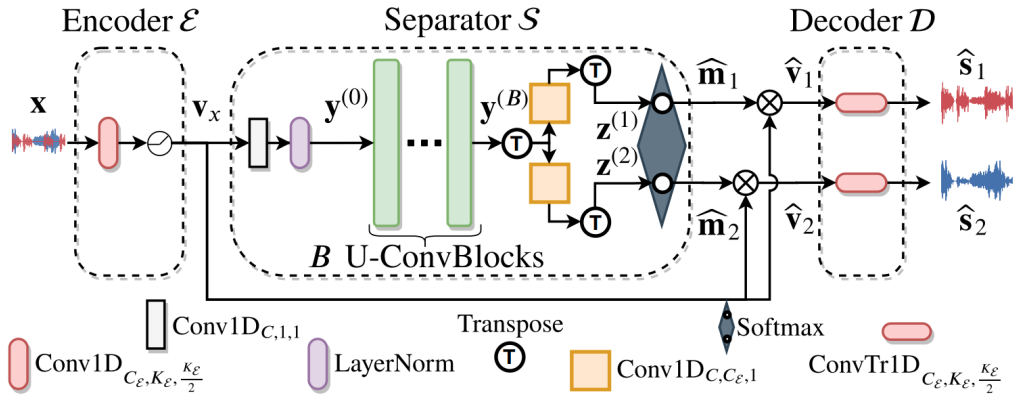 Encoder ℰ
Separator 𝒮
Decoder 𝒟
x
v_x
y^(0)
y^(B)
T
T
T
z^(1)
z^(2)
m̂_1
m̂_2
v̂_1
v̂_2
ŝ_1
ŝ_2
B U-ConvBlocks
Conv1D_{C_ℰ,K_ℰ,K_ℰ/2}
Conv1D_{C,1,1}
LayerNorm
Transpose
T
Conv1D_{C,C_ℰ,1}
Softmax
ConvTr1D_{C_ℰ,K_ℰ,K_ℰ/2}